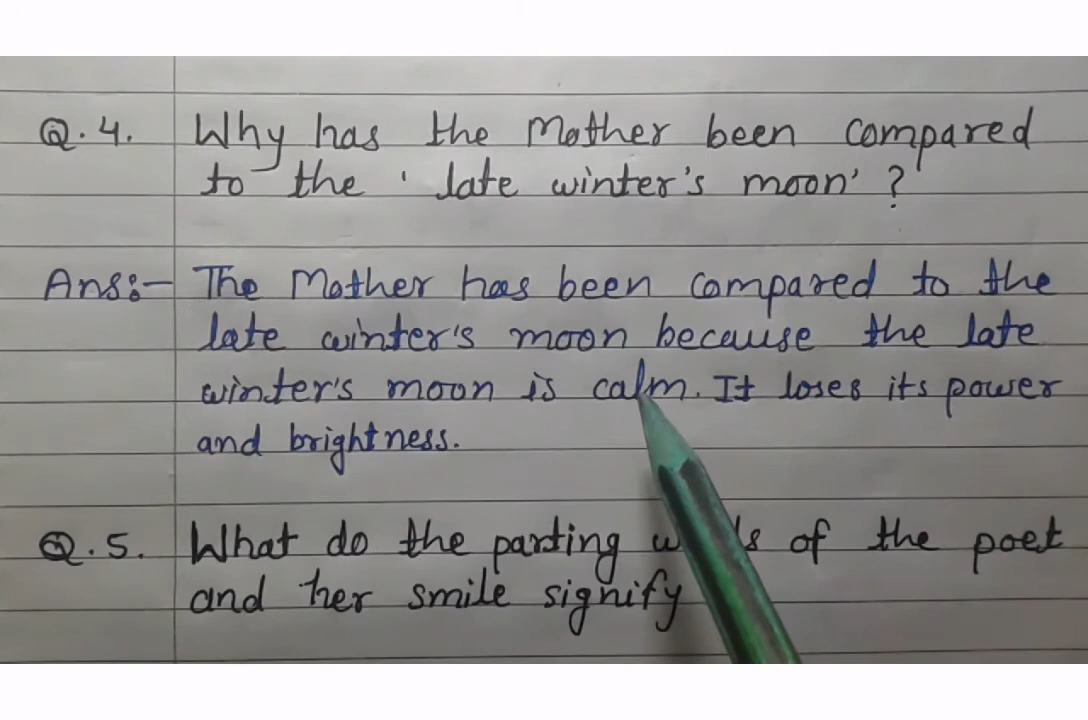 Q.4. Why has the Mother been compared
to the 'late winter's moon'?
Ans:- The Mother has been compared to the
late winter's moon because the late
winter's moon is calm. It loses its power
and brightness.
Q.5. What do the parting of the poet
and her smile signify